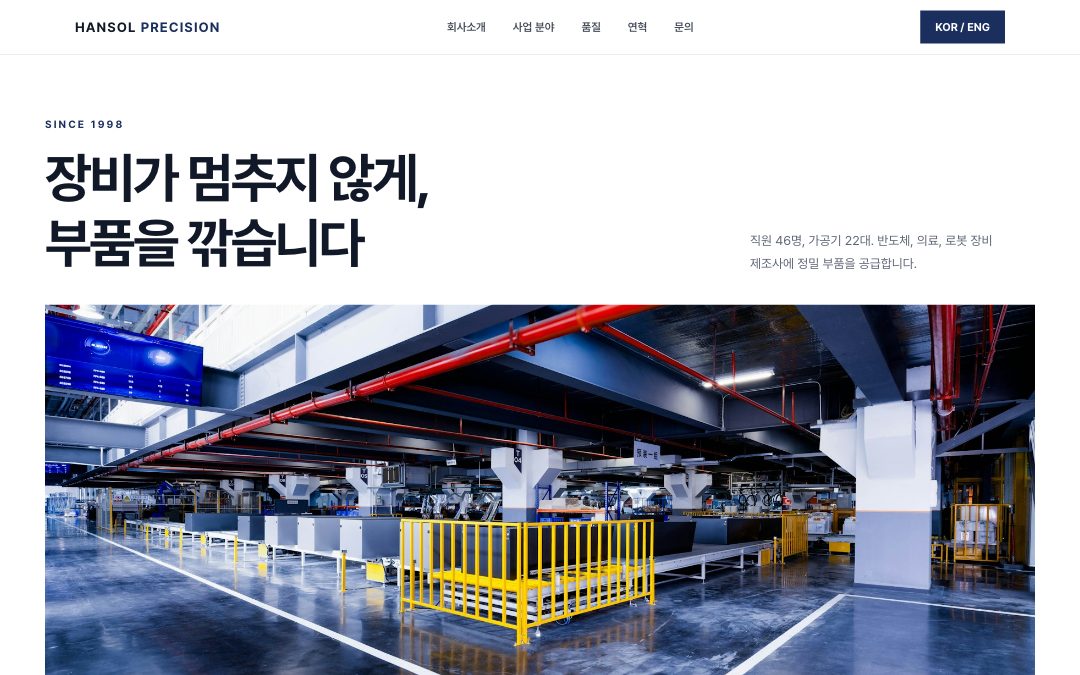 HANSOL PRECISION
회사소개
사업 분야
품질
연혁
문의
KOR / ENG
SINCE 1998
장비가 멈추지 않게,
부품을 깎습니다
직원 46명, 가공기 22대. 반도체, 의료, 로봇 장비
제조사에 정밀 부품을 공급합니다.